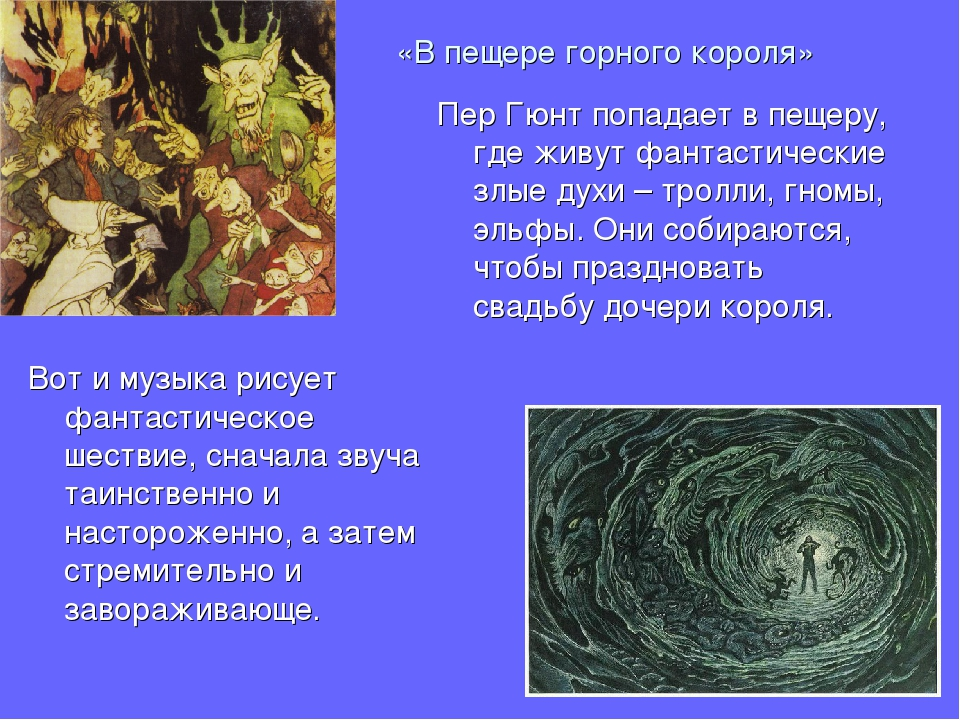 «В пещере горного короля»
Пер Гюнт попадает в пещеру,
где живут фантастические
злые духи – тролли, гномы,
эльфы. Они собираются,
чтобы праздновать
свадьбу дочери короля.
Вот и музыка рисует
фантастическое
шествие, сначала звуча
таинственно и
настороженно, а затем
стремительно и
завораживающе.